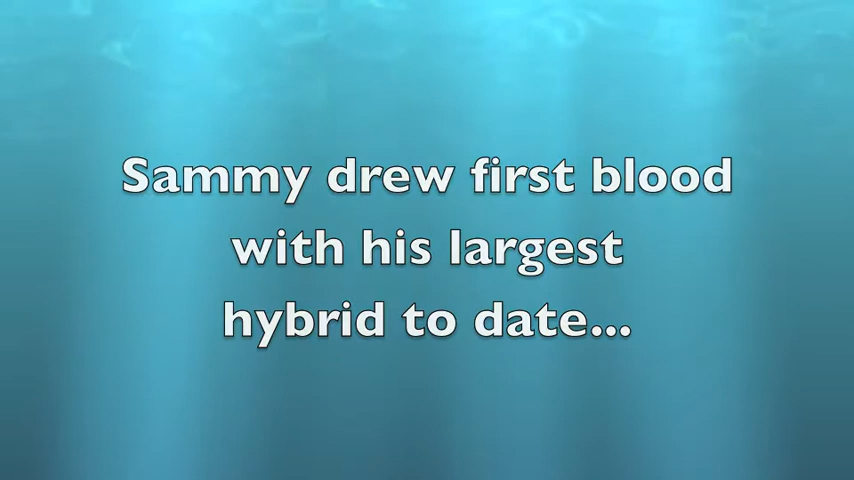 Sammy drew first blood
with his largest
hybrid to date...